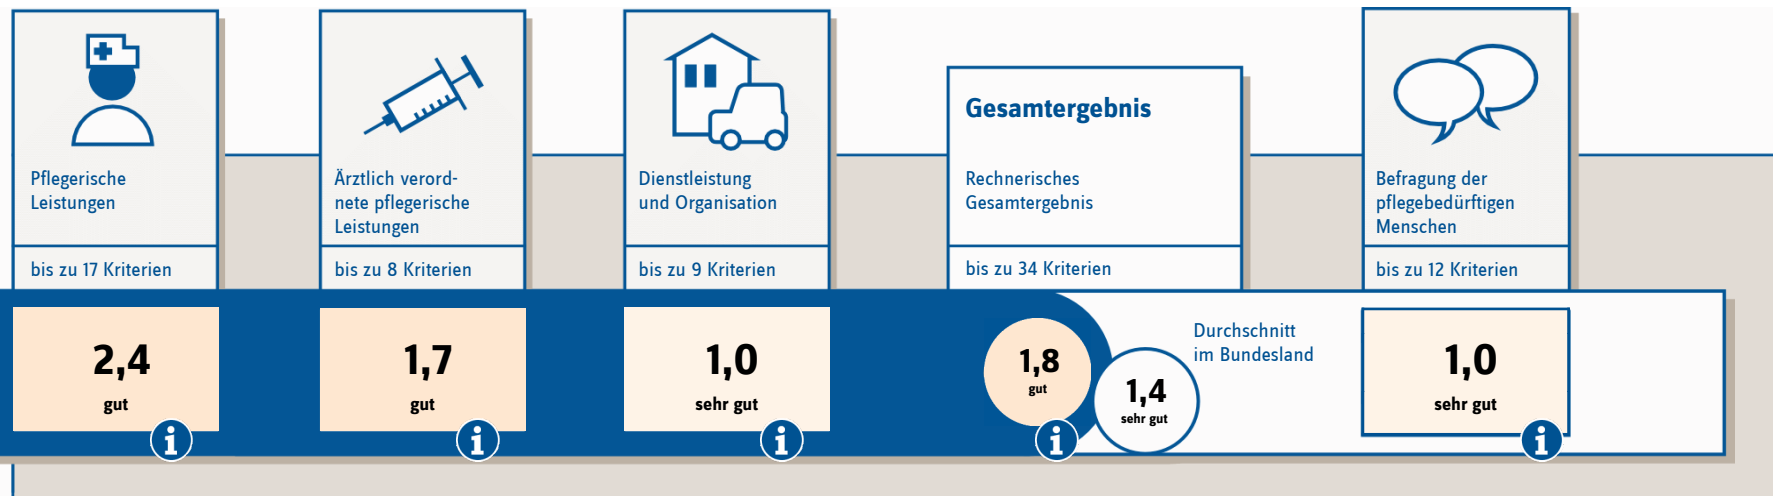 Pflegerische
Leistungen
bis zu 17 Kriterien
2,4
gut
i
Ärztlich verord-
nete pflegerische
Leistungen
bis zu 8 Kriterien
1,7
gut
i
Dienstleistung
und Organisation
bis zu 9 Kriterien
1,0
sehr gut
i
Gesamtergebnis
Rechnerisches
Gesamtergebnis
bis zu 34 Kriterien
1,8
gut
i
1,4
sehr gut
Durchschnitt
im Bundesland
Befragung der
pflegebedürftigen
Menschen
bis zu 12 Kriterien
1,0
sehr gut
i